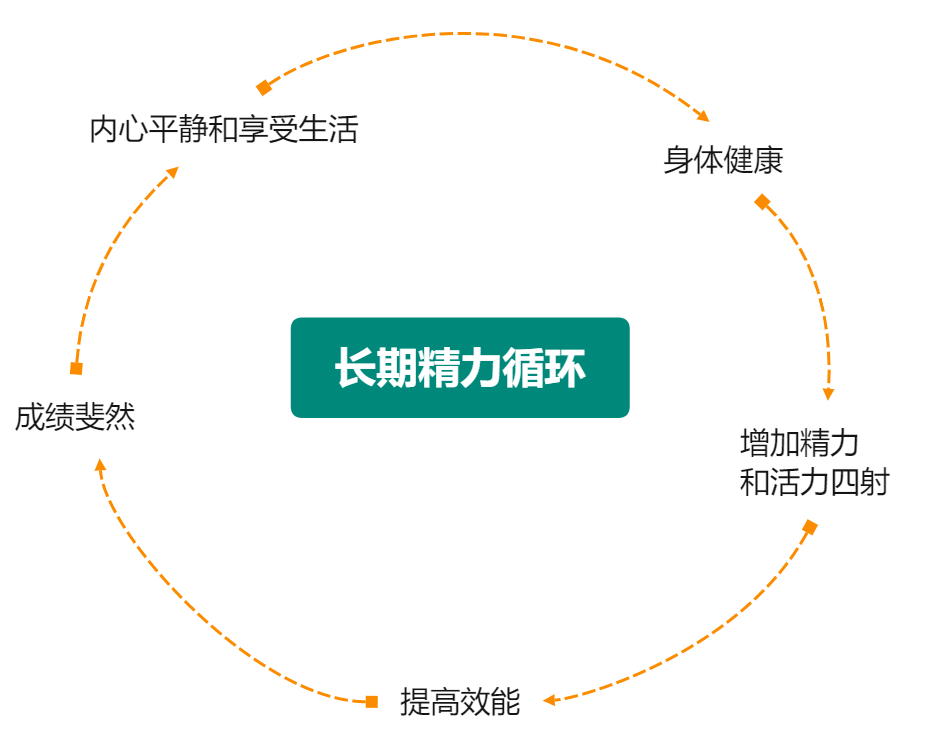 内心平静和享受生活
身体健康
长期精力循环
成绩斐然
增加精力
和活力四射
提高效能